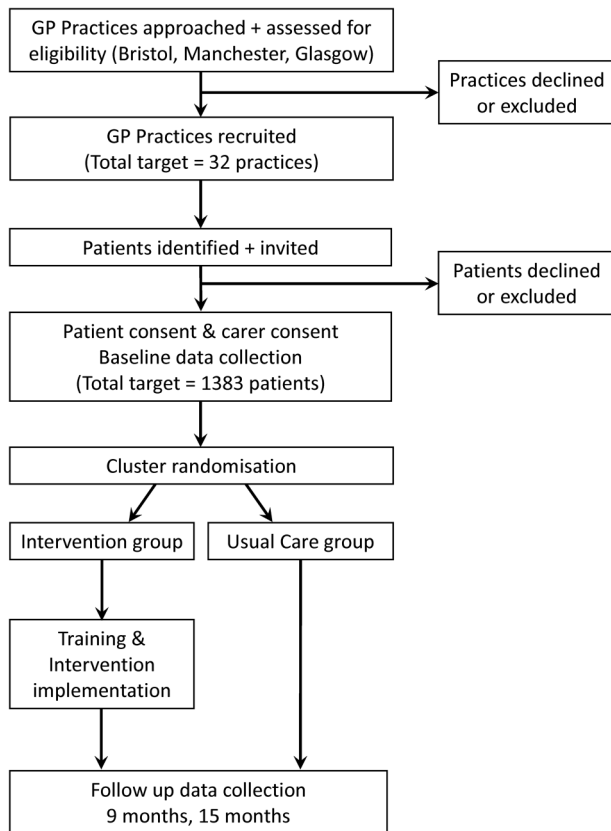 GP Practices approached + assessed for
eligibility (Bristol, Manchester, Glasgow)
Practices declined
or excluded
GP Practices recruited
(Total target = 32 practices)
Patients identified + invited
Patients declined
or excluded
Patient consent & carer consent
Baseline data collection
(Total target = 1383 patients)
Cluster randomisation
Intervention group
Usual Care group
Training &
Intervention
implementation
Follow up data collection
9 months, 15 months